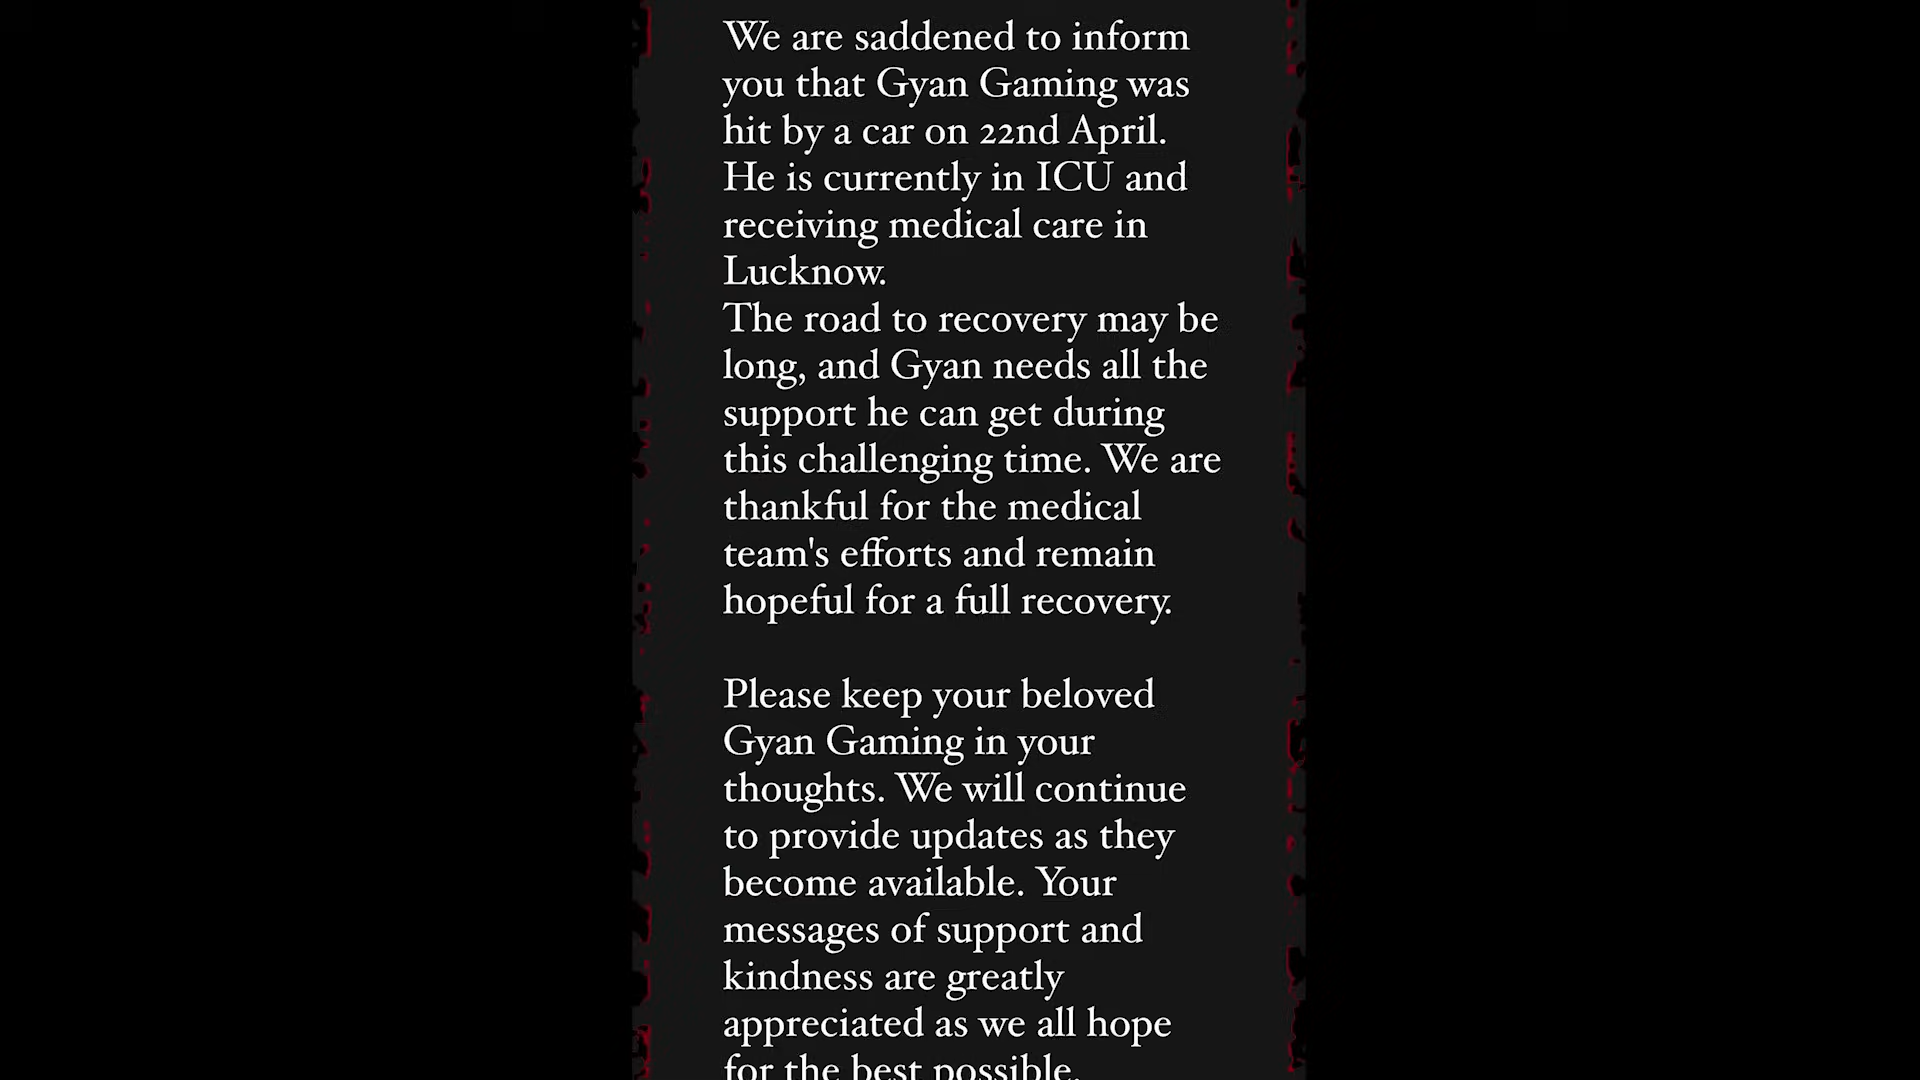 We are saddened to inform
you that Gyan Gaming was
hit by a car on 22nd April.
He is currently in ICU and
receiving medical care in
Lucknow.
The road to recovery may be
long, and Gyan needs all the
support he can get during
this challenging time. We are
thankful for the medical
team's efforts and remain
hopeful for a full recovery.
Please keep your beloved
Gyan Gaming in your
thoughts. We will continue
to provide updates as they
become available. Your
messages of support and
kindness are greatly
appreciated as we all hope
for the best possible.